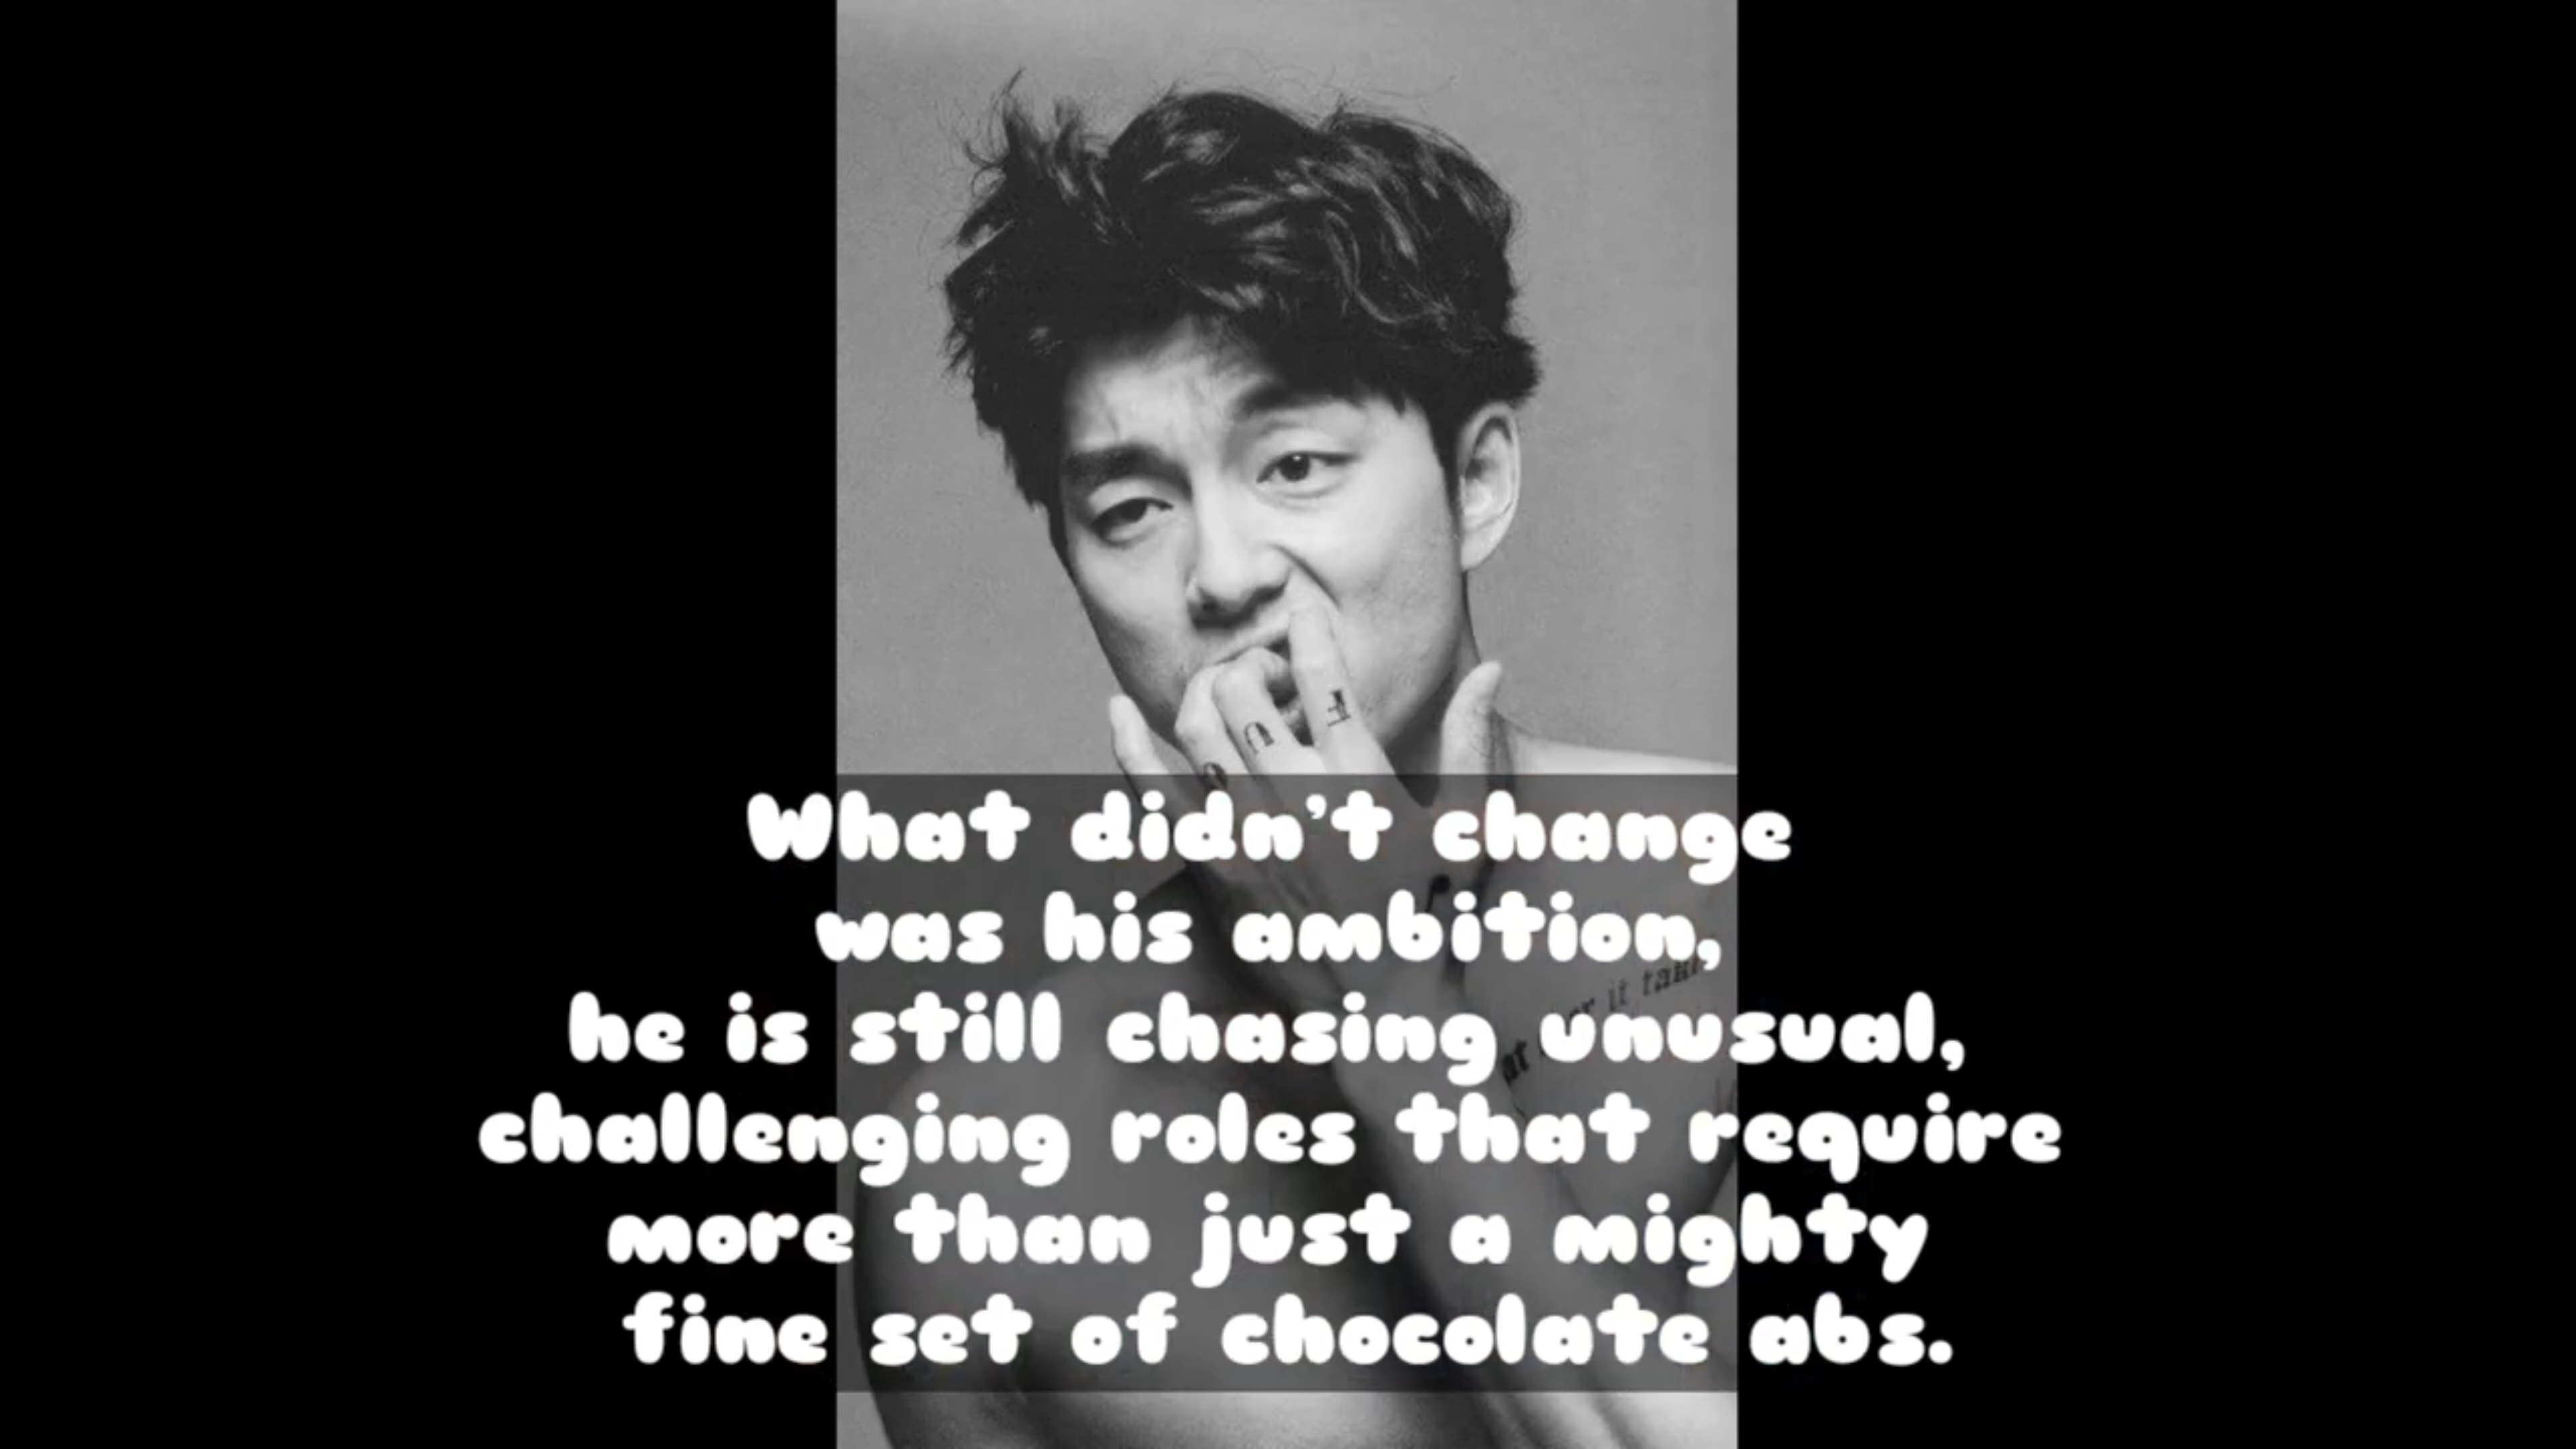 What didn't change
was his ambition,
he is still chasing unusual,
challenging roles that require
more than just a mighty
fine set of chocolate abs.
it